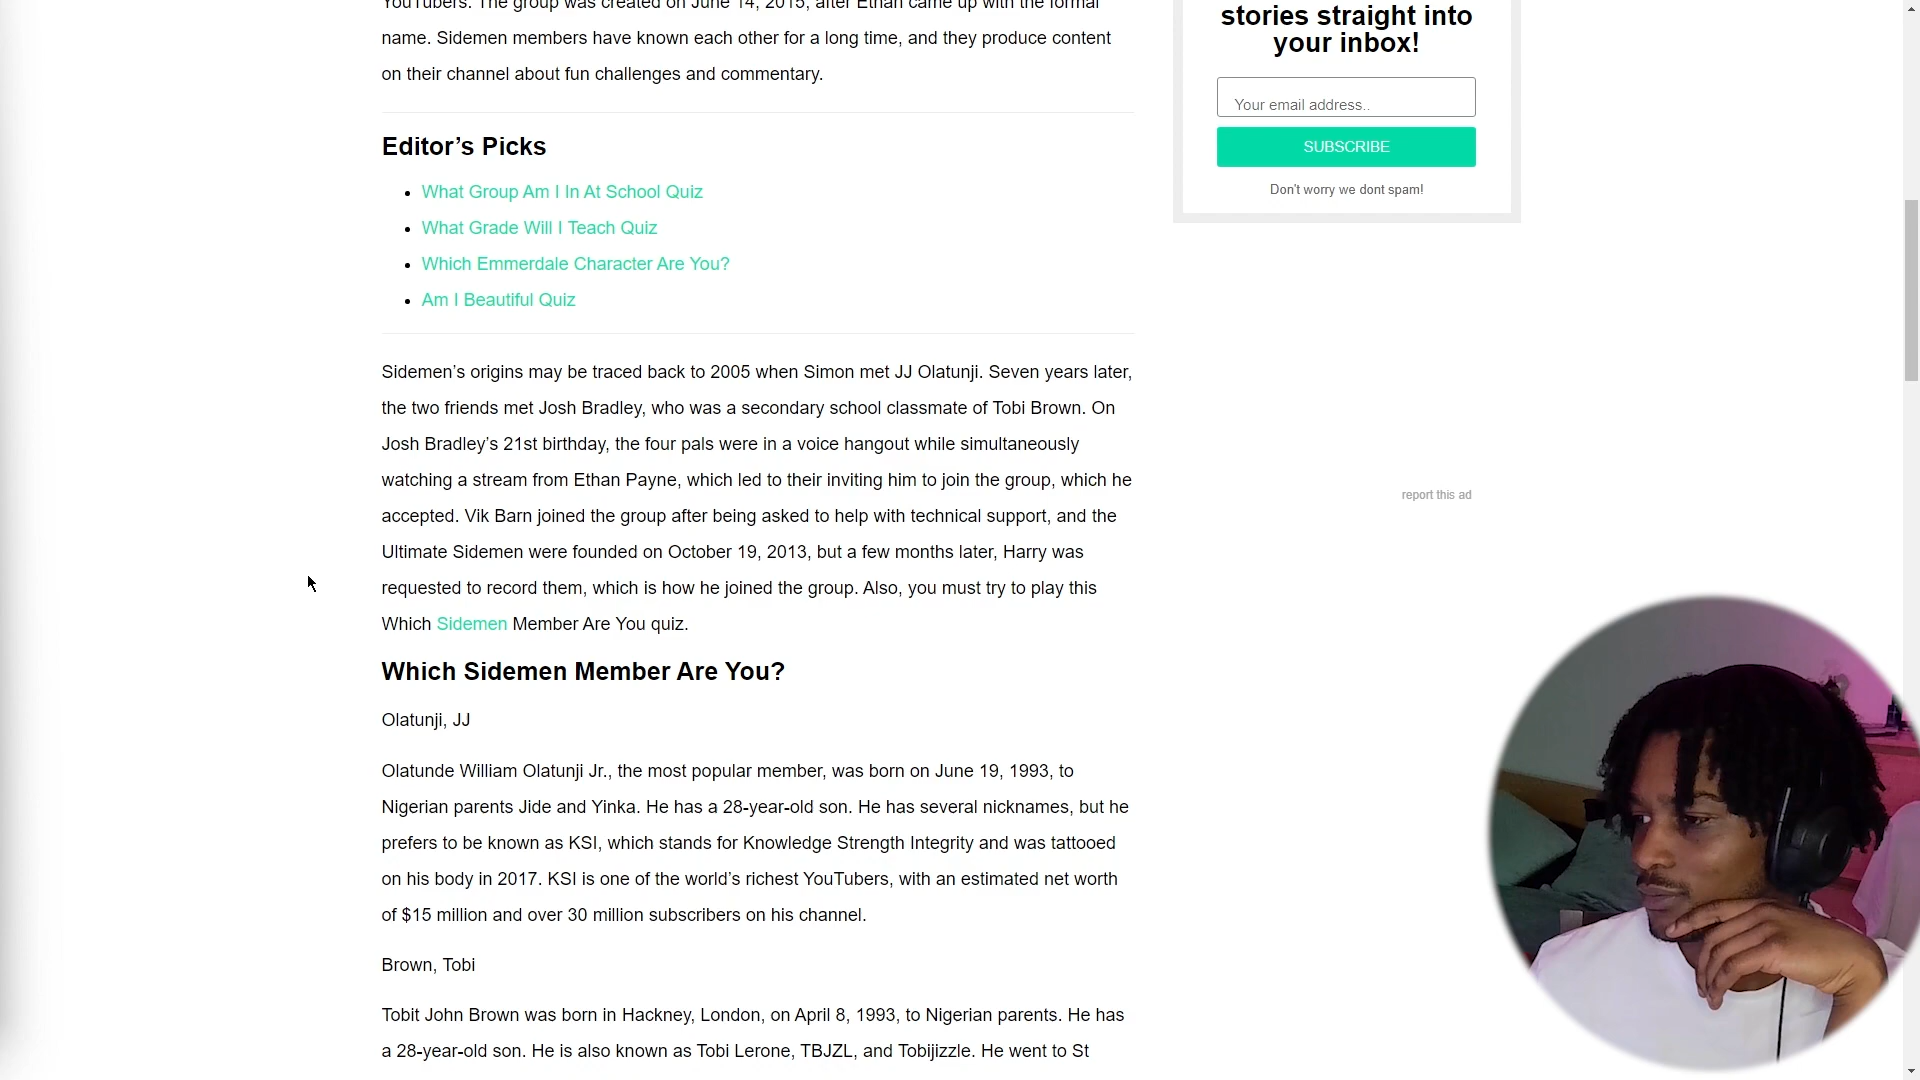 YouTubers. The group was created on June 14, 2015, after Ethan came up with the formal
name. Sidemen members have known each other for a long time, and they produce content
on their channel about fun challenges and commentary.
Editor’s Picks
What Group Am I In At School Quiz
What Grade Will I Teach Quiz
Which Emmerdale Character Are You?
Am I Beautiful Quiz
Sidemen’s origins may be traced back to 2005 when Simon met JJ Olatunji. Seven years later,
the two friends met Josh Bradley, who was a secondary school classmate of Tobi Brown. On
Josh Bradley’s 21st birthday, the four pals were in a voice hangout while simultaneously
watching a stream from Ethan Payne, which led to their inviting him to join the group, which he
accepted. Vik Barn joined the group after being asked to help with technical support, and the
Ultimate Sidemen were founded on October 19, 2013, but a few months later, Harry was
requested to record them, which is how he joined the group. Also, you must try to play this
Which Sidemen Member Are You quiz.
Which Sidemen Member Are You?
Olatunji, JJ
Olatunde William Olatunji Jr., the most popular member, was born on June 19, 1993, to
Nigerian parents Jide and Yinka. He has a 28-year-old son. He has several nicknames, but he
prefers to be known as KSI, which stands for Knowledge Strength Integrity and was tattooed
on his body in 2017. KSI is one of the world’s richest YouTubers, with an estimated net worth
of $15 million and over 30 million subscribers on his channel.
Brown, Tobi
Tobit John Brown was born in Hackney, London, on April 8, 1993, to Nigerian parents. He has
a 28-year-old son. He is also known as Tobi Lerone, TBJZL, and Tobijizzle. He went to St
stories straight into
your inbox!
Your email address..
SUBSCRIBE
Don't worry we dont spam!
report this ad